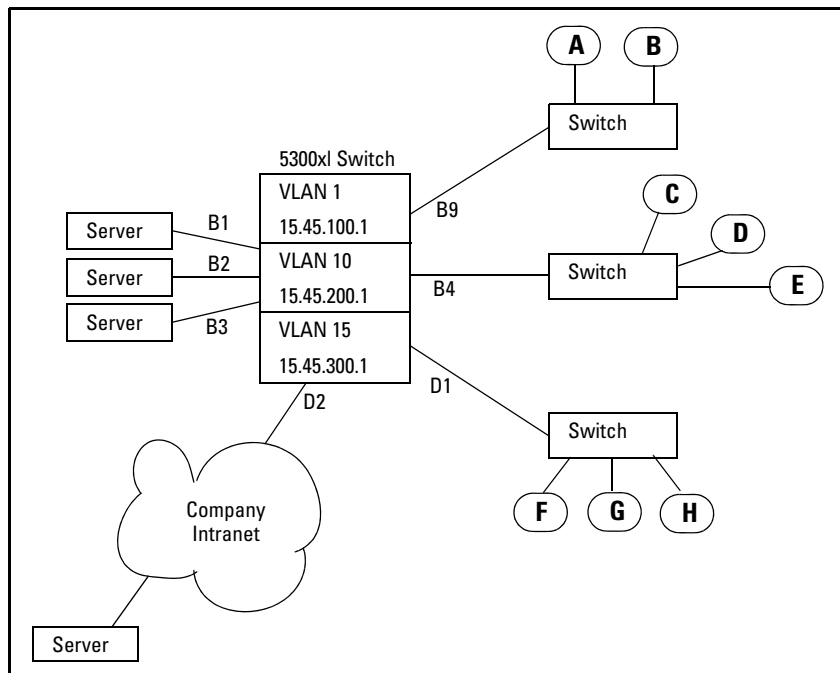 A B
Switch
5300xl Switch
VLAN 1
15.45.100.1
B9
C
B1
Server
VLAN 10
15.45.200.1
D
B2
Server
B4
Switch
E
B3
Server
VLAN 15
15.45.300.1
D1
D2
Switch
Company
Intranet
F G H
Server